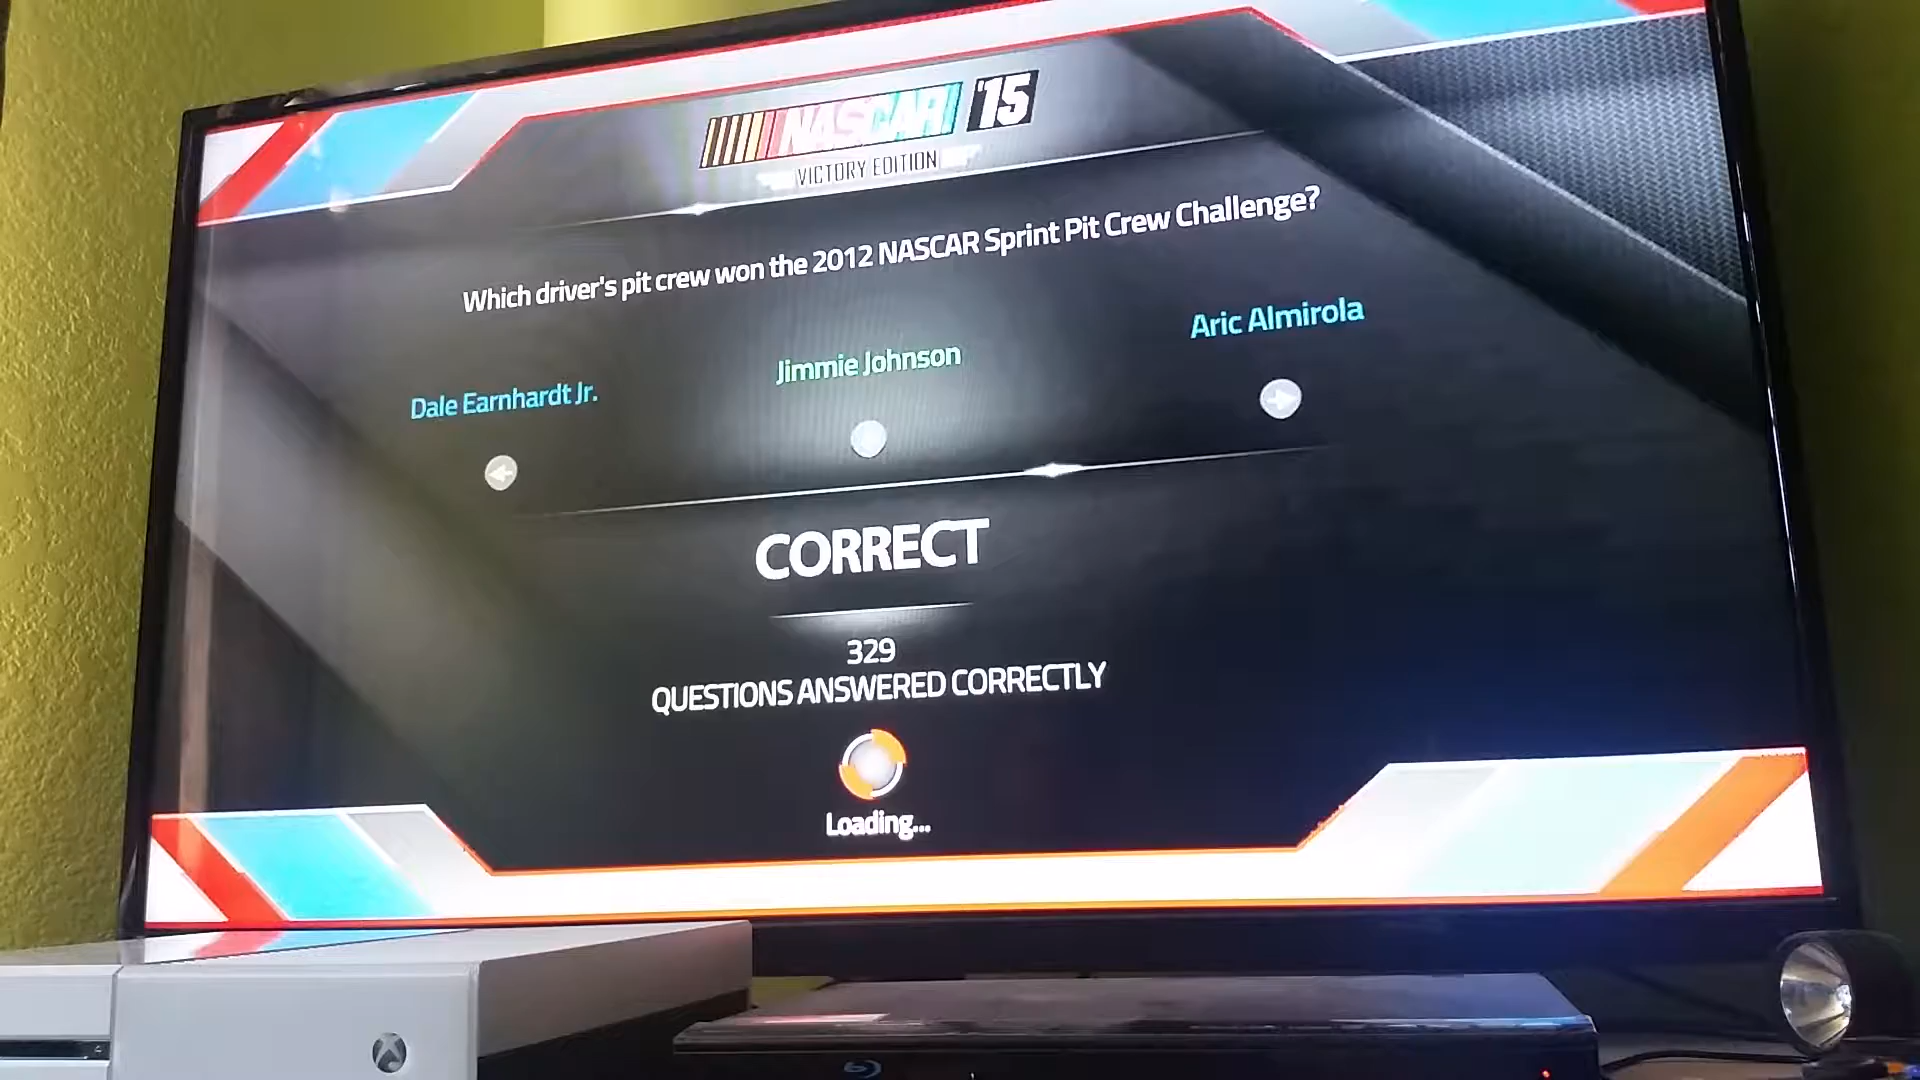 NASCAR '15
VICTORY EDITION
Which driver's pit crew won the 2012 NASCAR Sprint Pit Crew Challenge?
Dale Earnhardt Jr.
Jimmie Johnson
Aric Almirola
CORRECT
329
QUESTIONS ANSWERED CORRECTLY
Loading...